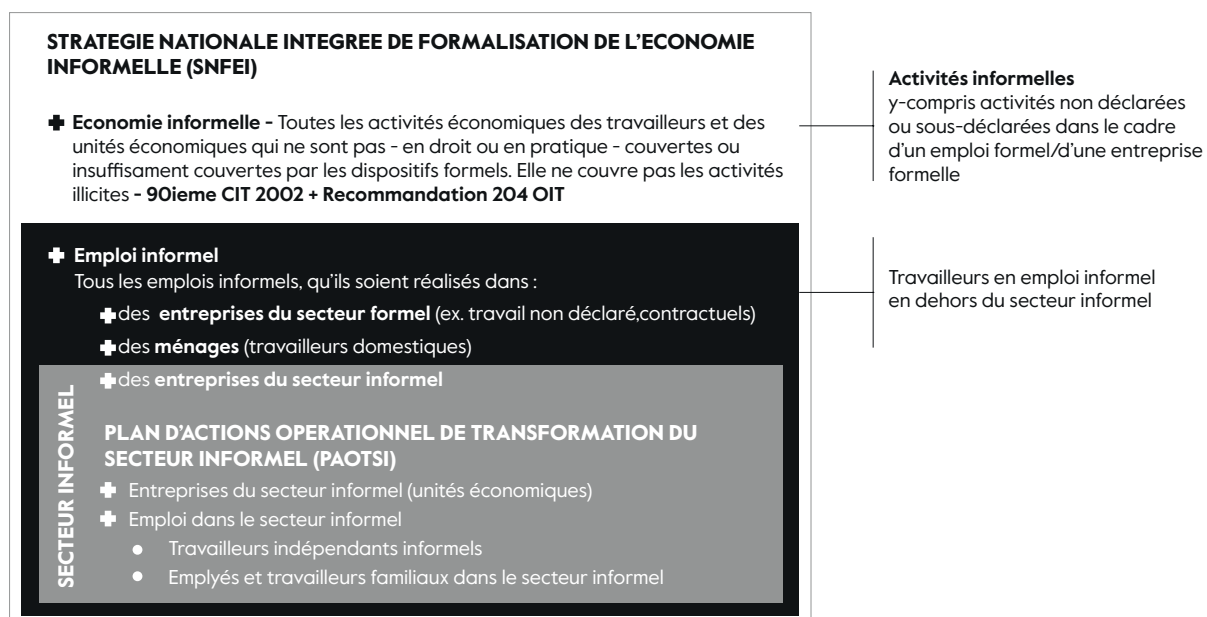 STRATEGIE NATIONALE INTEGREE DE FORMALISATION DE L'ECONOMIE
INFORMELLE (SNFEI)
Economie informelle - Toutes les activités économiques des travailleurs et des
unités économiques qui ne sont pas - en droit ou en pratique - couvertes ou
insuffisament couvertes par les dispositifs formels. Elle ne couvre pas les activités
illicites - 90ieme CIT 2002 + Recommandation 204 OIT
Activités informelles
y-compris activités non déclarées
ou sous-déclarées dans le cadre
d'un emploi formel/d'une entreprise
formelle
Emploi informel
Tous les emplois informels, qu'ils soient réalisés dans :
des entreprises du secteur formel (ex. travail non déclaré,contractuels)
des ménages (travailleurs domestiques)
des entreprises du secteur informel
Travailleurs en emploi informel
en dehors du secteur informel
SECTEUR INFORMEL
PLAN D'ACTIONS OPERATIONNEL DE TRANSFORMATION DU
SECTEUR INFORMEL (PAOTSI)
Entreprises du secteur informel (unités économiques)
Emploi dans le secteur informel
Travailleurs indépendants informels
Emplyés et travailleurs familiaux dans le secteur informel